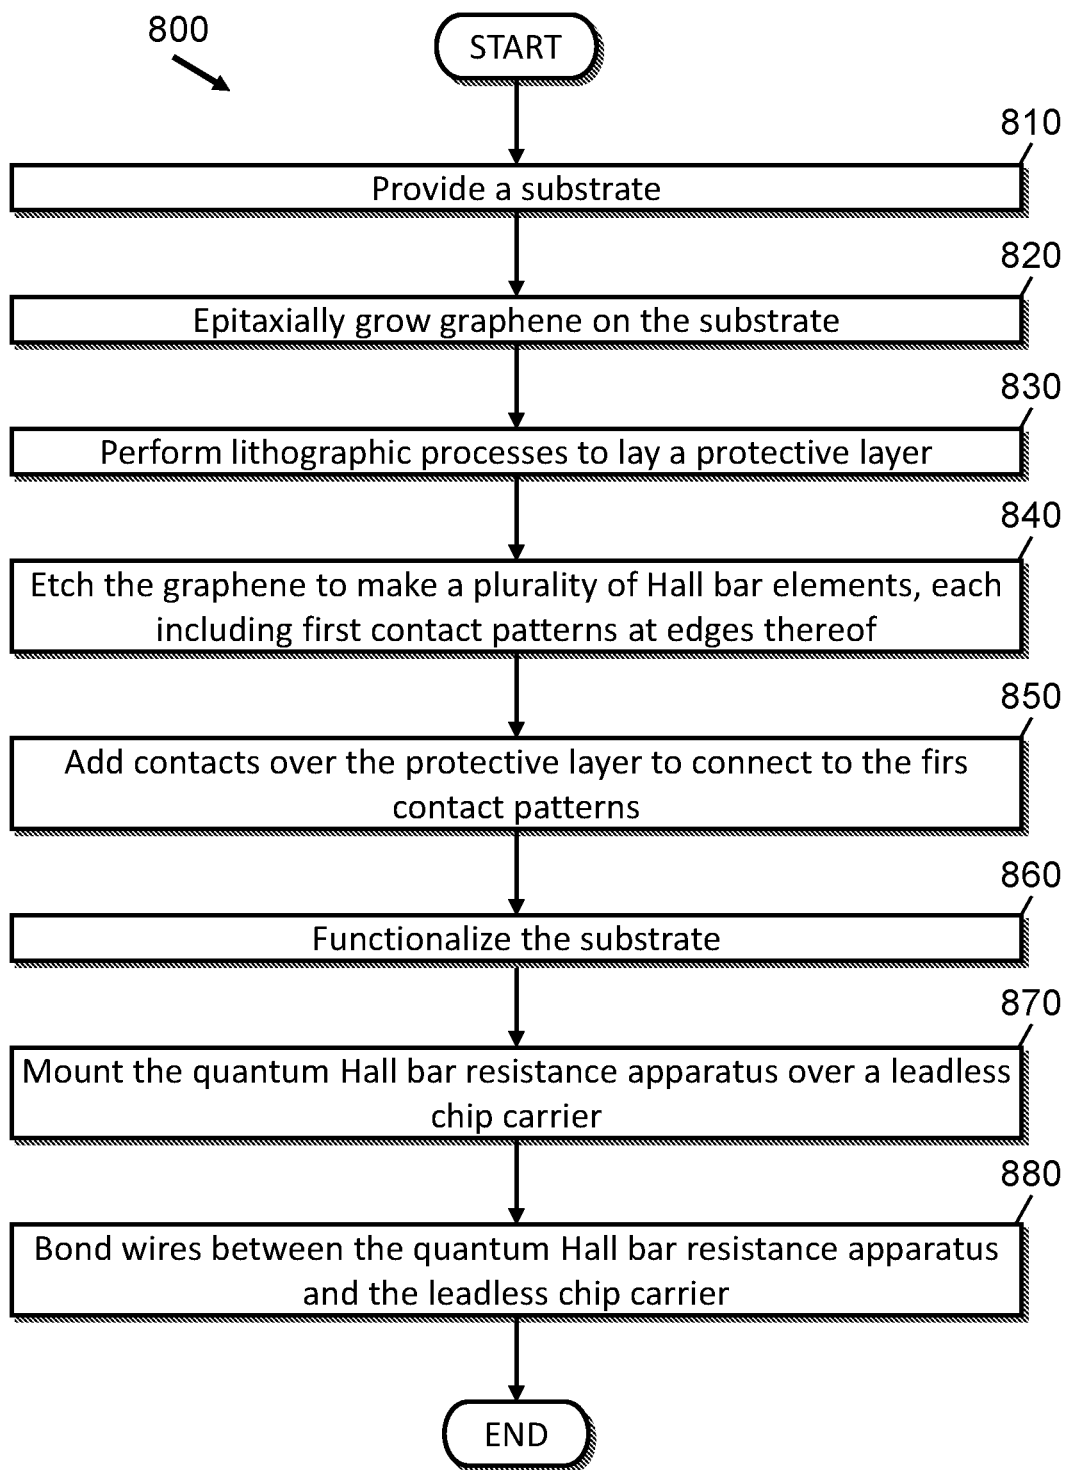 800
START
810
Provide a substrate
820
Epitaxially grow graphene on the substrate
830
Perform lithographic processes to lay a protective layer
840
Etch the graphene to make a plurality of Hall bar elements, each
including first contact patterns at edges thereof
850
Add contacts over the protective layer to connect to the firs
contact patterns
860
Functionalize the substrate
870
Mount the quantum Hall bar resistance apparatus over a leadless
chip carrier
880
Bond wires between the quantum Hall bar resistance apparatus
and the leadless chip carrier
END